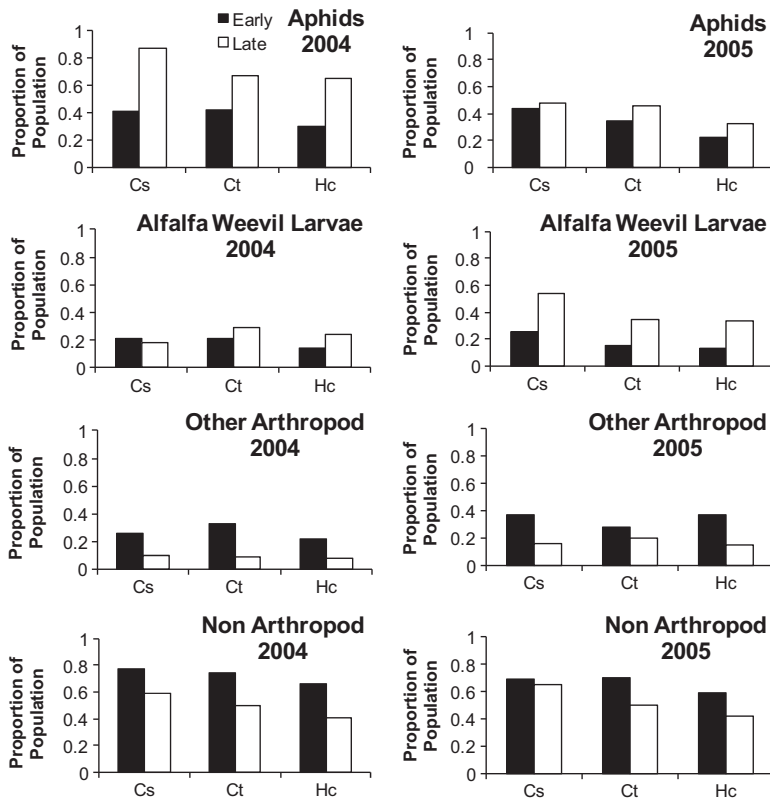 Early
Late
Aphids
2004
Proportion of
Population
1
0.8
0.6
0.4
0.2
0
Cs Ct Hc
Aphids
2005
Proportion of
Population
1
0.8
0.6
0.4
0.2
0
Cs Ct Hc
Alfalfa Weevil Larvae
2004
Proportion of
Population
1
0.8
0.6
0.4
0.2
0
Cs Ct Hc
Alfalfa Weevil Larvae
2005
Proportion of
Population
1
0.8
0.6
0.4
0.2
0
Cs Ct Hc
Other Arthropod
2004
Proportion of
Population
1
0.8
0.6
0.4
0.2
0
Cs Ct Hc
Other Arthropod
2005
Proportion of
Population
1
0.8
0.6
0.4
0.2
0
Cs Ct Hc
Non Arthropod
2004
Proportion of
Population
1
0.8
0.6
0.4
0.2
0
Cs Ct Hc
Non Arthropod
2005
Proportion of
Population
1
0.8
0.6
0.4
0.2
0
Cs Ct Hc